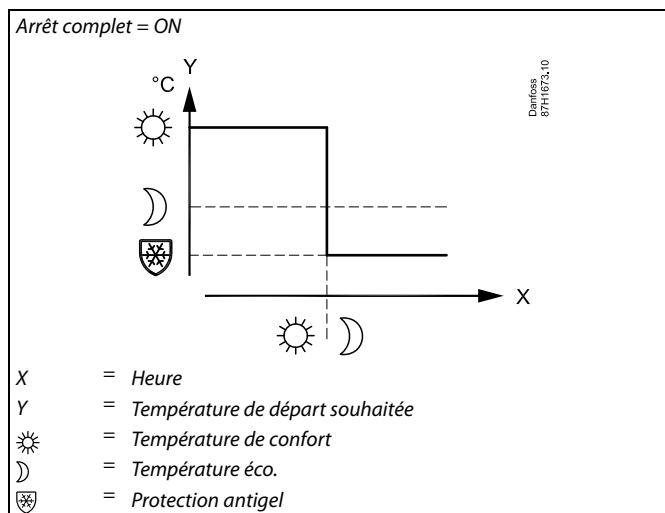 Arrêt complet = ON
Y
°C
Danfoss
87H1673.10
X
X = Heure
Y = Température de départ souhaitée
= Température de confort
= Température éco.
= Protection antigel